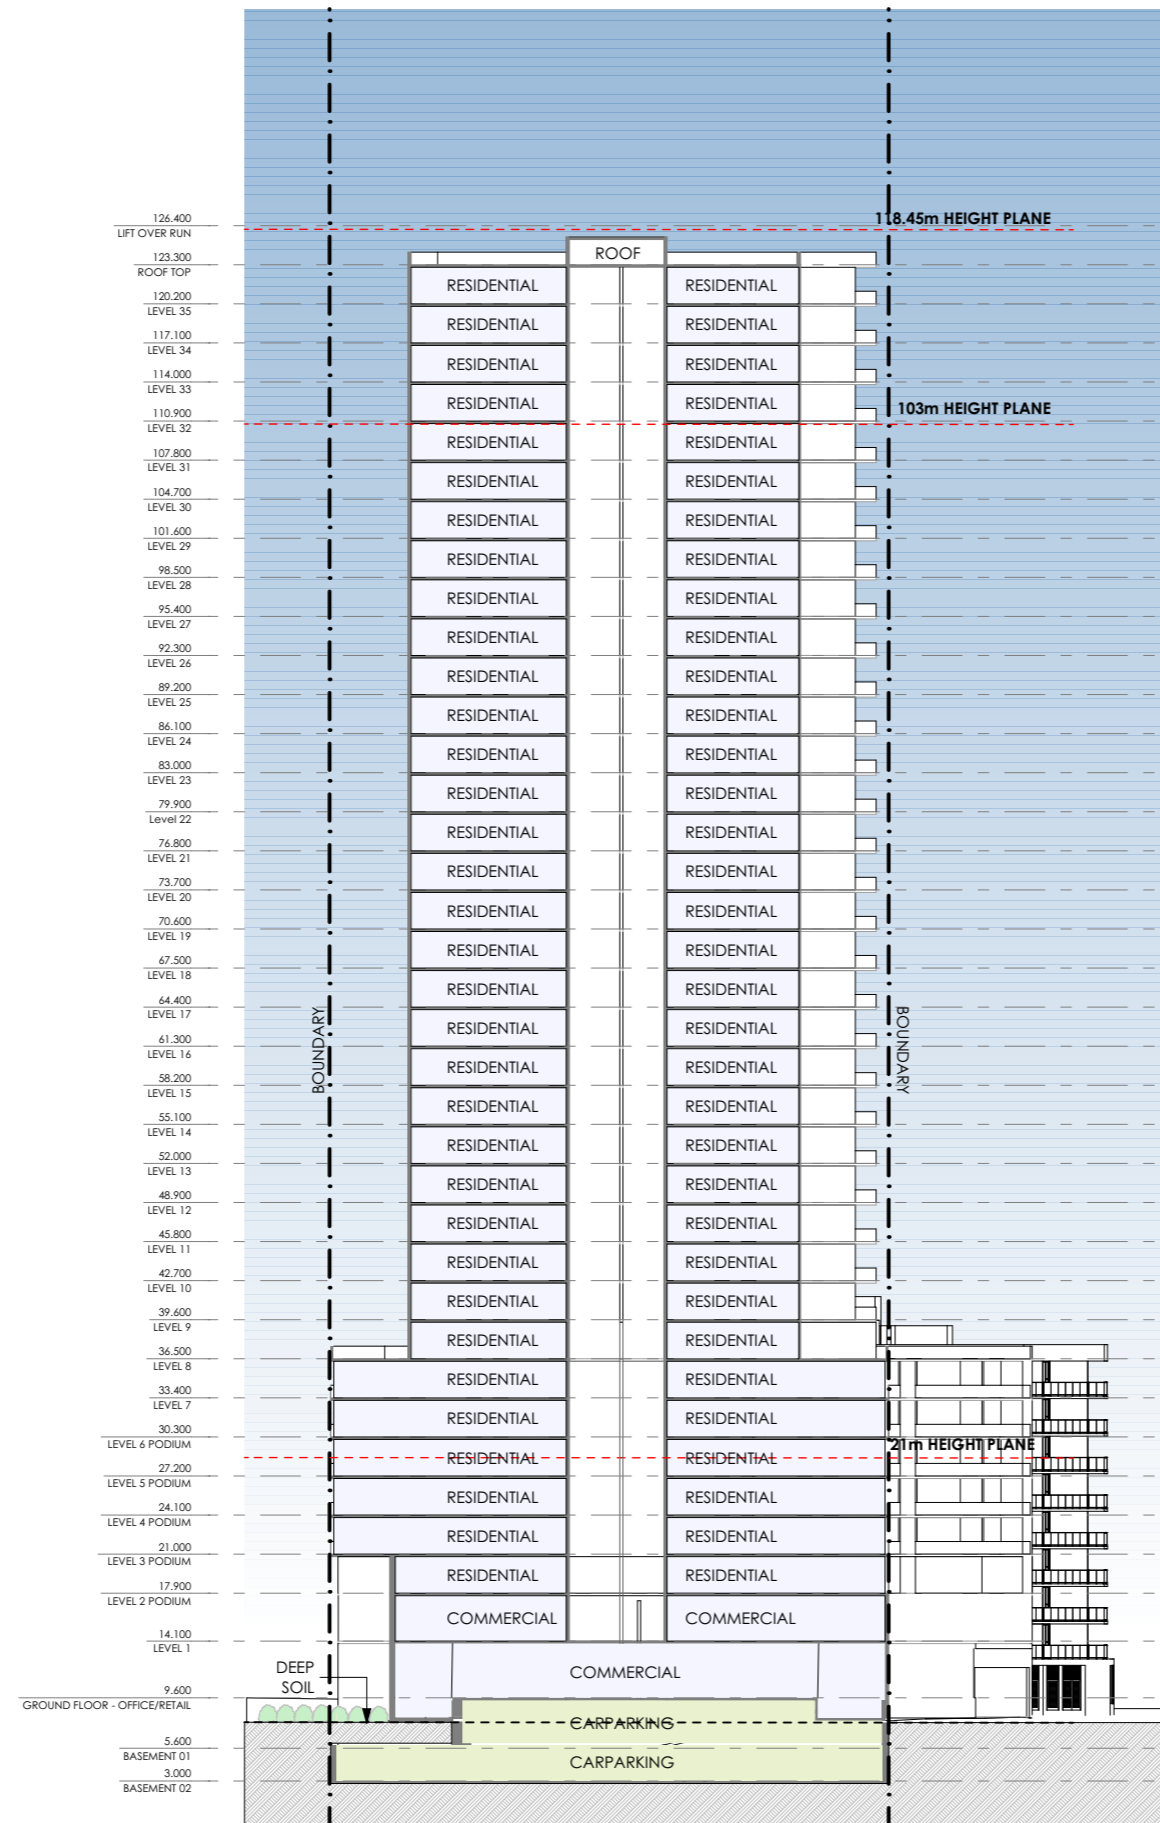 118.45m HEIGHT PLANE
126.400
LIFT OVER RUN
ROOF
123.300
ROOF TOP
RESIDENTIAL RESIDENTIAL
120.200
LEVEL 35
RESIDENTIAL RESIDENTIAL
117.100
LEVEL 34
RESIDENTIAL RESIDENTIAL
114.000
LEVEL 33
RESIDENTIAL RESIDENTIAL
103m HEIGHT PLANE
110.900
LEVEL 32
RESIDENTIAL RESIDENTIAL
107.800
LEVEL 31
RESIDENTIAL RESIDENTIAL
104.700
LEVEL 30
RESIDENTIAL RESIDENTIAL
101.600
LEVEL 29
RESIDENTIAL RESIDENTIAL
98.500
LEVEL 28
RESIDENTIAL RESIDENTIAL
95.400
LEVEL 27
RESIDENTIAL RESIDENTIAL
92.300
LEVEL 26
RESIDENTIAL RESIDENTIAL
89.200
LEVEL 25
RESIDENTIAL RESIDENTIAL
86.100
LEVEL 24
RESIDENTIAL RESIDENTIAL
83.000
LEVEL 23
RESIDENTIAL RESIDENTIAL
79.900
Level 22
RESIDENTIAL RESIDENTIAL
76.800
LEVEL 21
RESIDENTIAL RESIDENTIAL
73.700
LEVEL 20
RESIDENTIAL RESIDENTIAL
70.600
LEVEL 19
RESIDENTIAL RESIDENTIAL
67.500
LEVEL 18
RESIDENTIAL RESIDENTIAL
64.400
LEVEL 17
RESIDENTIAL RESIDENTIAL
BOUNDARY BOUNDARY
61.300
LEVEL 16
RESIDENTIAL RESIDENTIAL
58.200
LEVEL 15
RESIDENTIAL RESIDENTIAL
55.100
LEVEL 14
RESIDENTIAL RESIDENTIAL
52.000
LEVEL 13
RESIDENTIAL RESIDENTIAL
48.900
LEVEL 12
RESIDENTIAL RESIDENTIAL
45.800
LEVEL 11
RESIDENTIAL RESIDENTIAL
42.700
LEVEL 10
RESIDENTIAL RESIDENTIAL
39.600
LEVEL 9
RESIDENTIAL RESIDENTIAL
36.500
LEVEL 8
RESIDENTIAL RESIDENTIAL
33.400
LEVEL 7
RESIDENTIAL RESIDENTIAL
30.300
LEVEL 6 PODIUM
21m HEIGHT PLANE
RESIDENTIAL RESIDENTIAL
27.200
LEVEL 5 PODIUM
RESIDENTIAL RESIDENTIAL
24.100
LEVEL 4 PODIUM
RESIDENTIAL RESIDENTIAL
21.000
LEVEL 3 PODIUM
RESIDENTIAL RESIDENTIAL
17.900
LEVEL 2 PODIUM
COMMERCIAL COMMERCIAL
14.100
LEVEL 1
DEEP
SOIL
COMMERCIAL
9.600
GROUND FLOOR - OFFICE/RETAIL
CARPARKING
5.600
BASEMENT 01
CARPARKING
3.000
BASEMENT 02